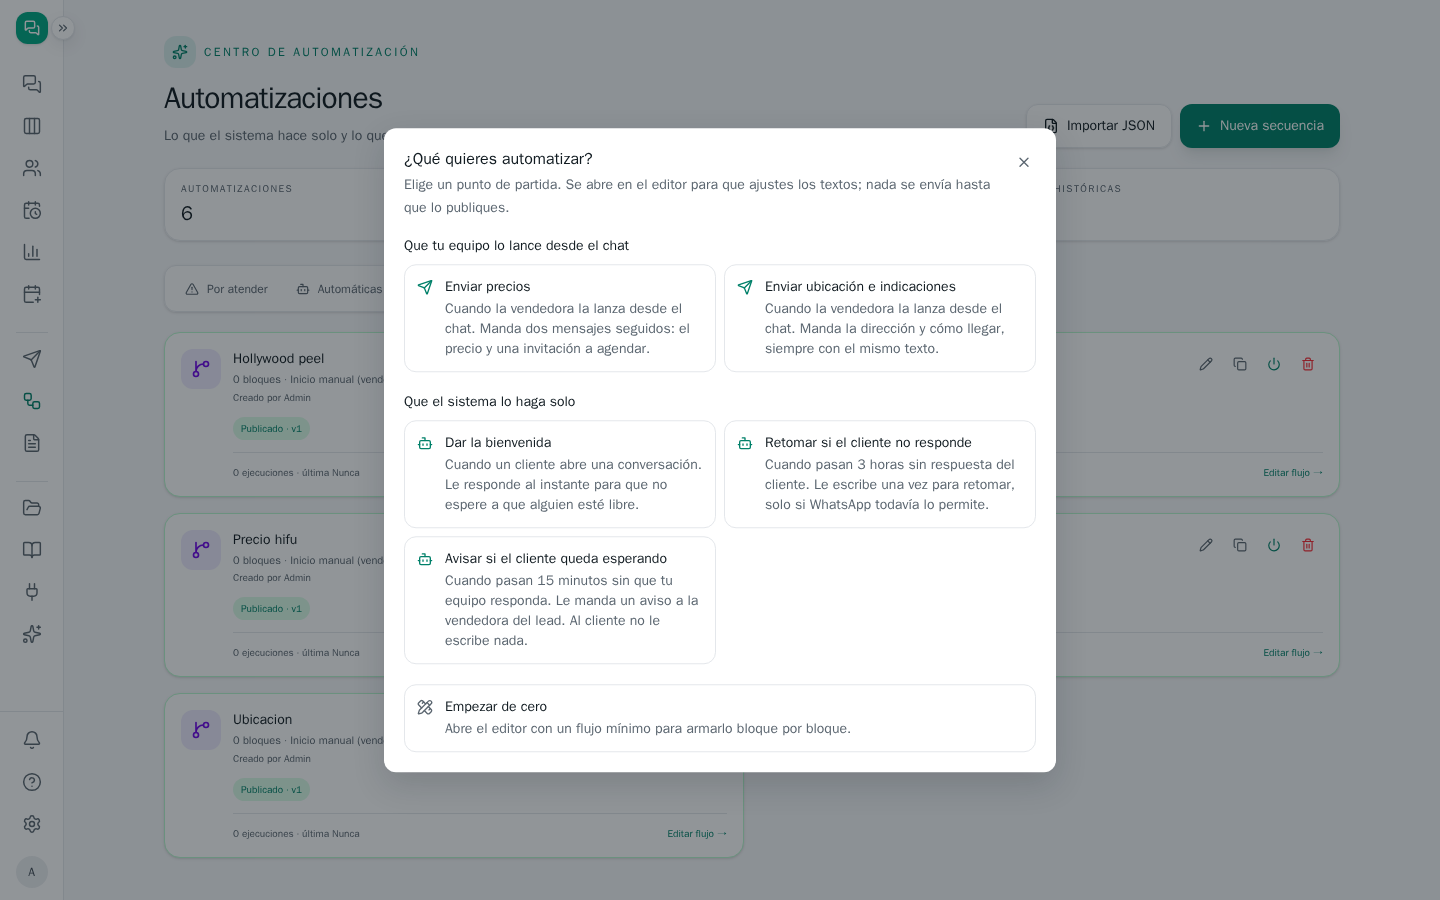 CENTRO DE AUTOMATIZACIÓN
Automatizaciones
Lo que el sistema hace solo y lo que
Importar JSON
Nueva secuencia
AUTOMATIZACIONES
6
HISTÓRICAS
Por atender
Automáticas
¿Qué quieres automatizar?
Elige un punto de partida. Se abre en el editor para que ajustes los textos; nada se envía hasta
que lo publiques.
Que tu equipo lo lance desde el chat
Enviar precios
Cuando la vendedora la lanza desde el
chat. Manda dos mensajes seguidos: el
precio y una invitación a agendar.
Enviar ubicación e indicaciones
Cuando la vendedora la lanza desde el
chat. Manda la dirección y cómo llegar,
siempre con el mismo texto.
Que el sistema lo haga solo
Dar la bienvenida
Cuando un cliente abre una conversación.
Le responde al instante para que no
espere a que alguien esté libre.
Retomar si el cliente no responde
Cuando pasan 3 horas sin respuesta del
cliente. Le escribe una vez para retomar,
solo si WhatsApp todavía lo permite.
Avisar si el cliente queda esperando
Cuando pasan 15 minutos sin que tu
equipo responda. Le manda un aviso a la
vendedora del lead. Al cliente no le
escribe nada.
Empezar de cero
Abre el editor con un flujo mínimo para armarlo bloque por bloque.
Hollywood peel
0 bloques · Inicio manual (vend
Creado por Admin
Publicado · v1
0 ejecuciones · última Nunca
Editar flujo →
Precio hifu
0 bloques · Inicio manual (vend
Creado por Admin
Publicado · v1
0 ejecuciones · última Nunca
Editar flujo →
Ubicacion
0 bloques · Inicio manual (vend
Creado por Admin
Publicado · v1
0 ejecuciones · última Nunca
Editar flujo →
A